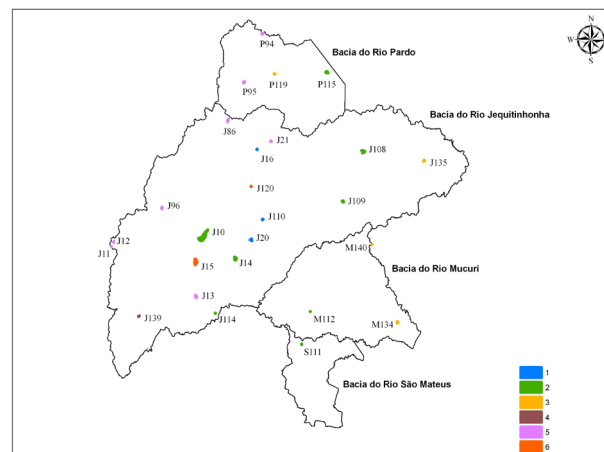 N
W
E
S
P94
Bacia do Rio Pardo
P95
P119
P115
Bacia do Rio Jequitinhonha
J86
J21
J16
J108
J135
J120
J96
J109
J110
J10
J12
J11
J20
M140
J15
J14
Bacia do Rio Mucuri
J13
J139
J114
M112
M134
S111
Bacia do Rio São Mateus
1
2
3
4
5
6